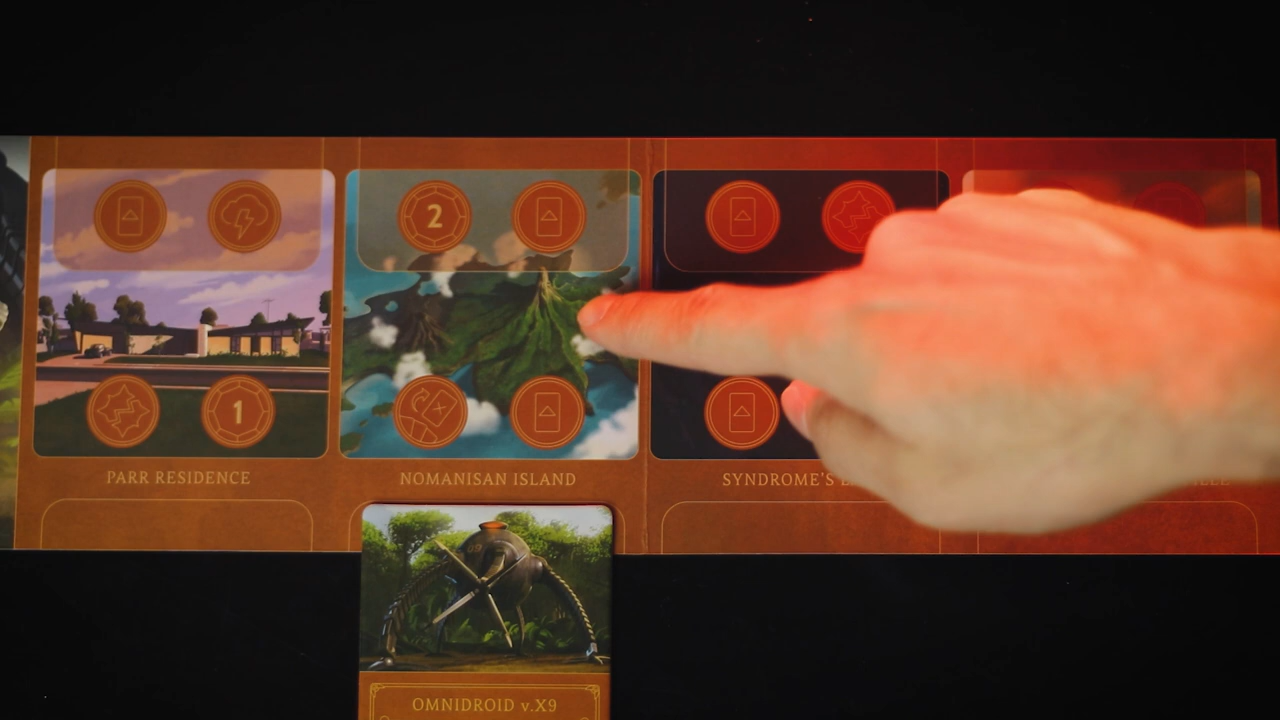 2
1
PARR RESIDENCE
NOMANISAN ISLAND
SYNDROME'S
OMNIDROID v.X9